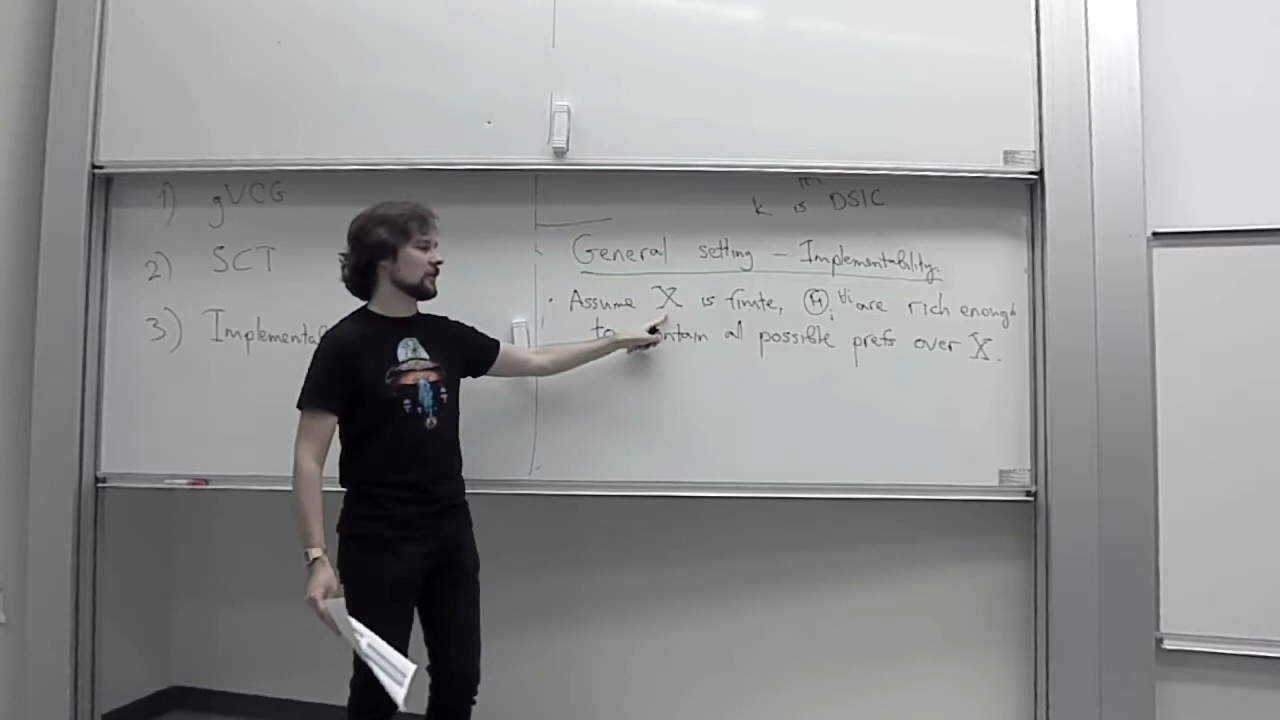 1) gVCG
2) SCT
3) Implementa
k is DSIC
General setting – Implementability.
· Assume X is finite, Ⓗᵢ ∀i are rich enough
to contain all possible prefs over X.